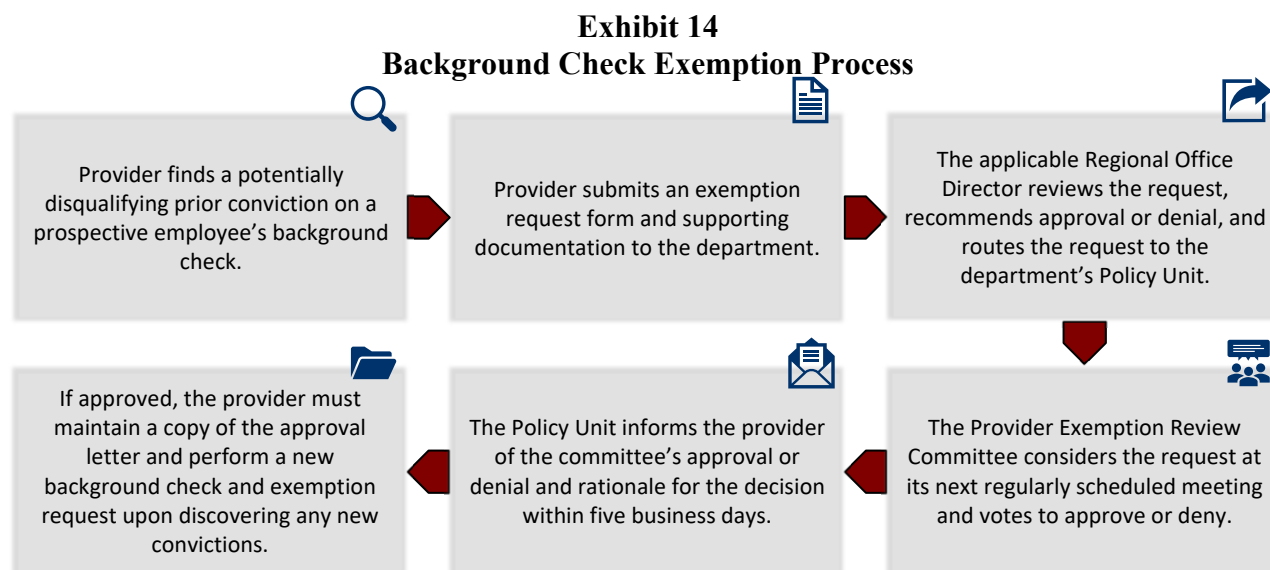 Exhibit 14
Background Check Exemption Process
Provider finds a potentially
disqualifying prior conviction on a
prospective employee’s background
check.
Provider submits an exemption
request form and supporting
documentation to the department.
The applicable Regional Office
Director reviews the request,
recommends approval or denial, and
routes the request to the
department’s Policy Unit.
The Provider Exemption Review
Committee considers the request at
its next regularly scheduled meeting
and votes to approve or deny.
The Policy Unit informs the provider
of the committee’s approval or
denial and rationale for the decision
within five business days.
If approved, the provider must
maintain a copy of the approval
letter and perform a new
background check and exemption
request upon discovering any new
convictions.